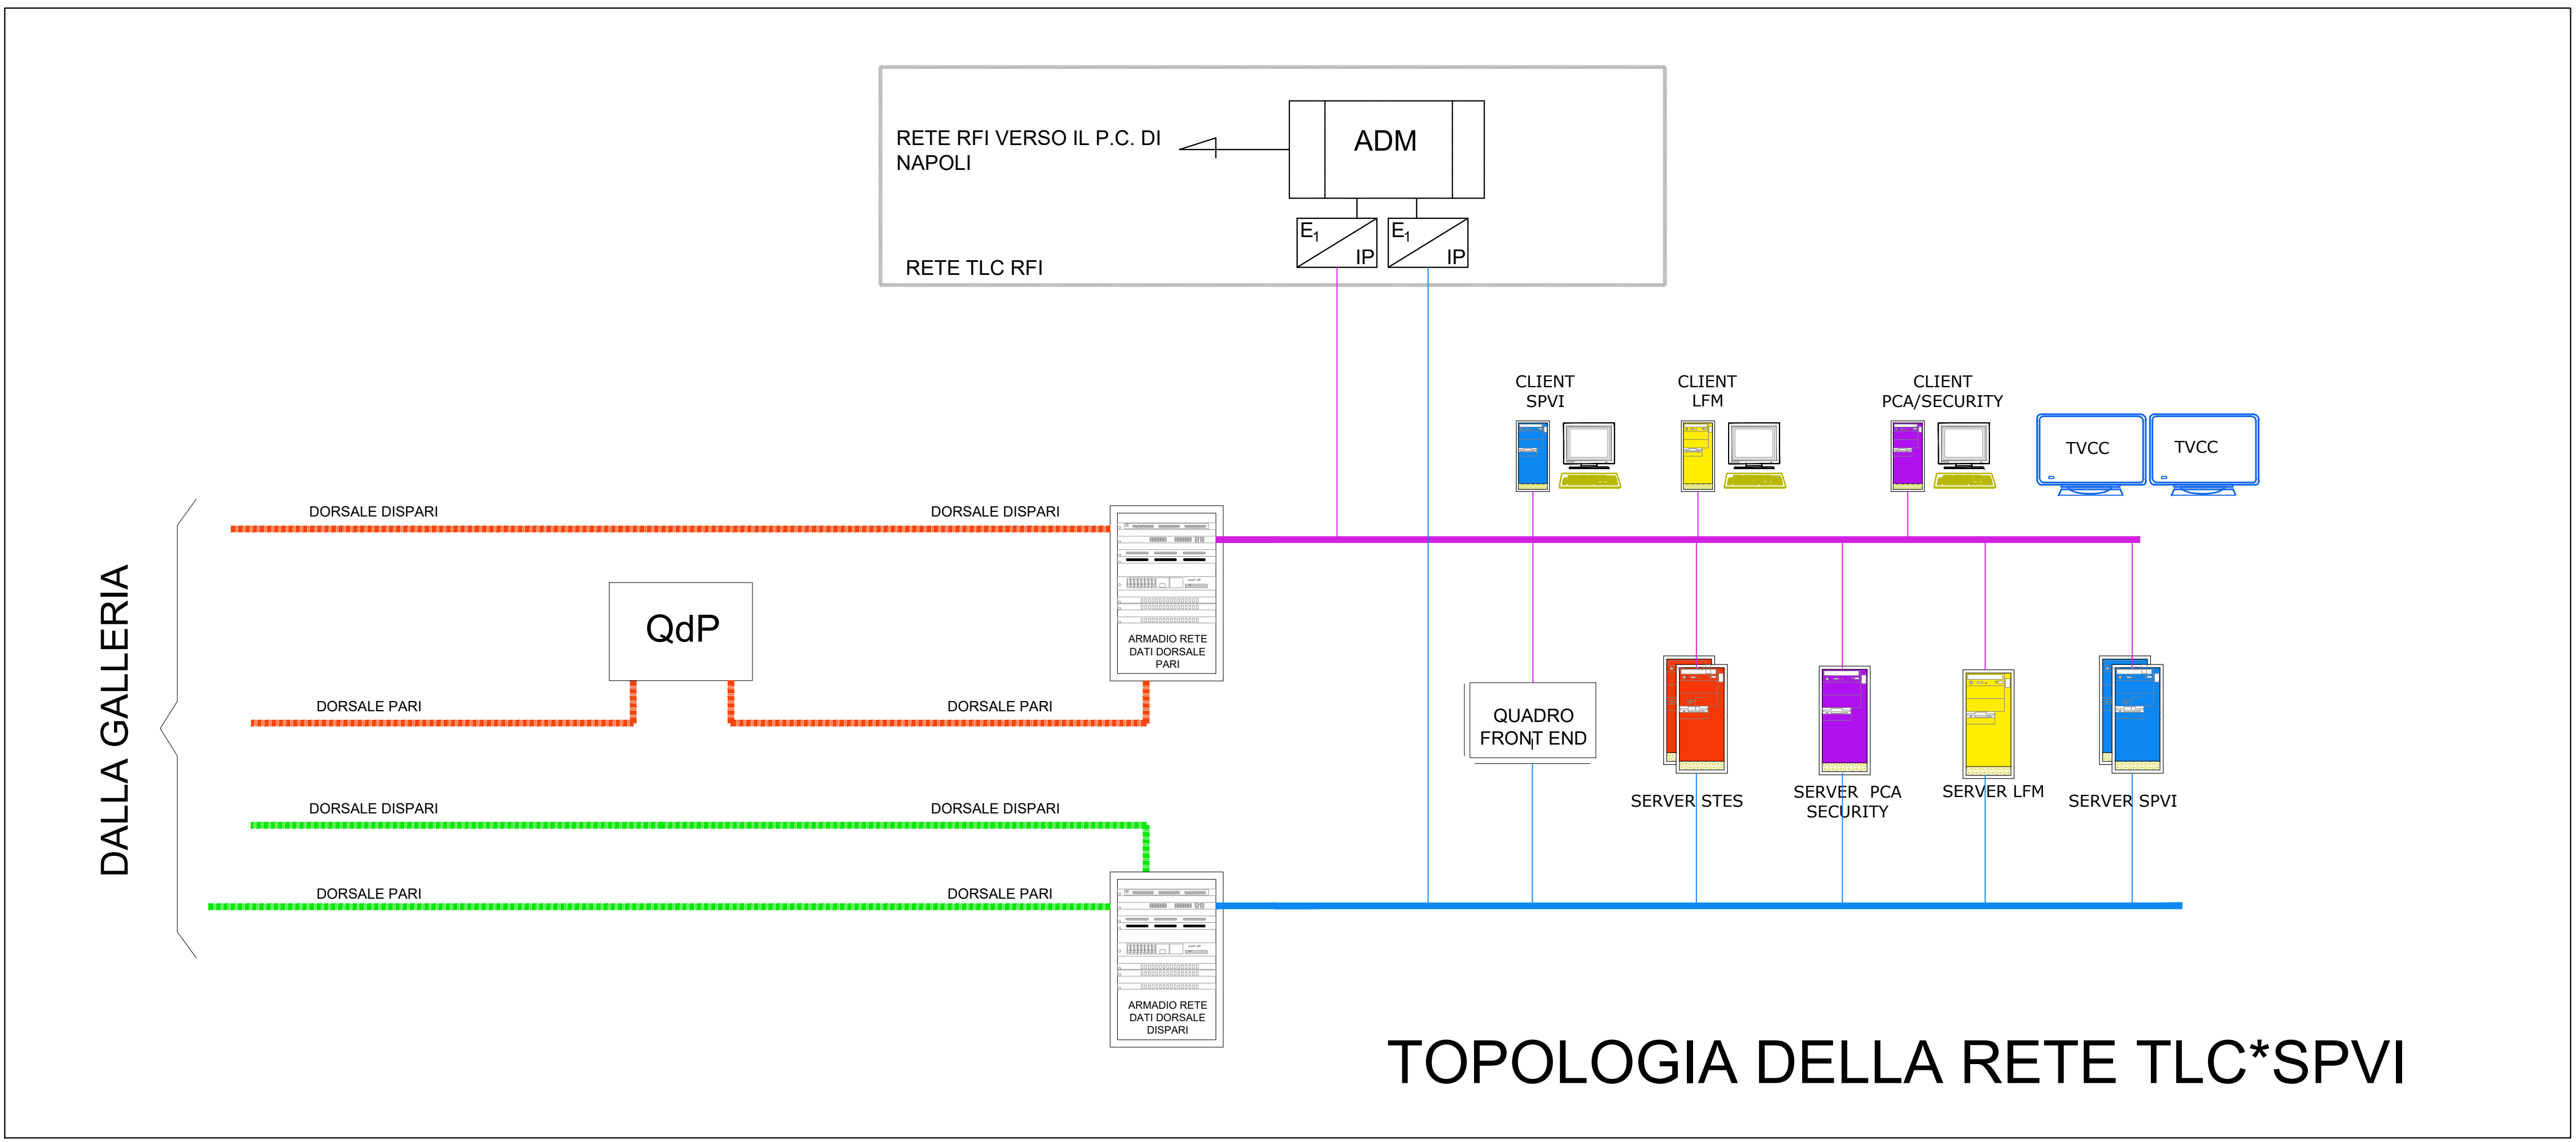 RETE RFI VERSO IL P.C. DI
NAPOLI
ADM
E1
IP
E1
IP
RETE TLC RFI
CLIENT
SPVI
CLIENT
LFM
CLIENT
PCA/SECURITY
TVCC
TVCC
DALLA GALLERIA
DORSALE DISPARI
DORSALE DISPARI
QdP
ARMADIO RETE
DATI DORSALE
PARI
DORSALE PARI
DORSALE PARI
QUADRO
FRONT END
SERVER STES
SERVER PCA
SECURITY
SERVER LFM
SERVER SPVI
DORSALE DISPARI
DORSALE DISPARI
DORSALE PARI
DORSALE PARI
ARMADIO RETE
DATI DORSALE
DISPARI
TOPOLOGIA DELLA RETE TLC*SPVI